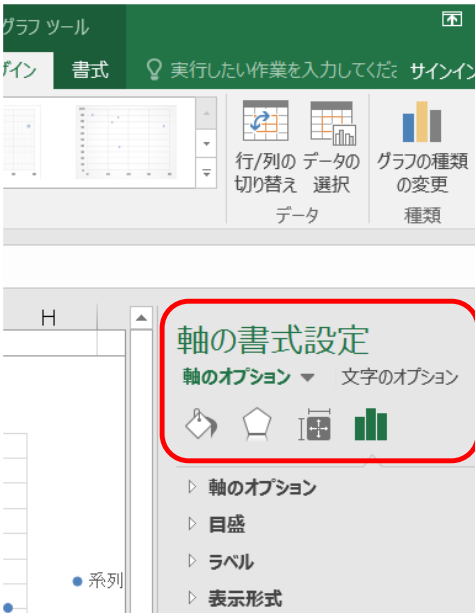 グラフ ツール
ザイン 書式 実行したい作業を入力してくだ サインイン
行/列の
切り替え
データの
選択
グラフの種類
の変更
データ
種類
H
軸の書式設定
軸のオプション 文字のオプション
軸のオプション
目盛
ラベル
表示形式
系列